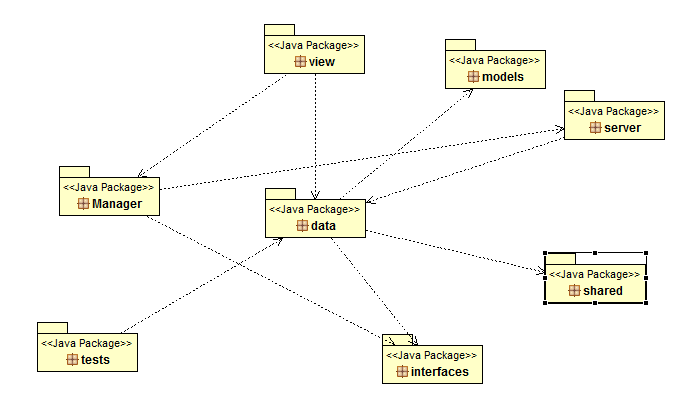 <<Java Package>>
view
<<Java Package>>
models
<<Java Package>>
server
<<Java Package>>
Manager
<<Java Package>>
data
<<Java Package>>
shared
<<Java Package>>
tests
<<Java Package>>
interfaces